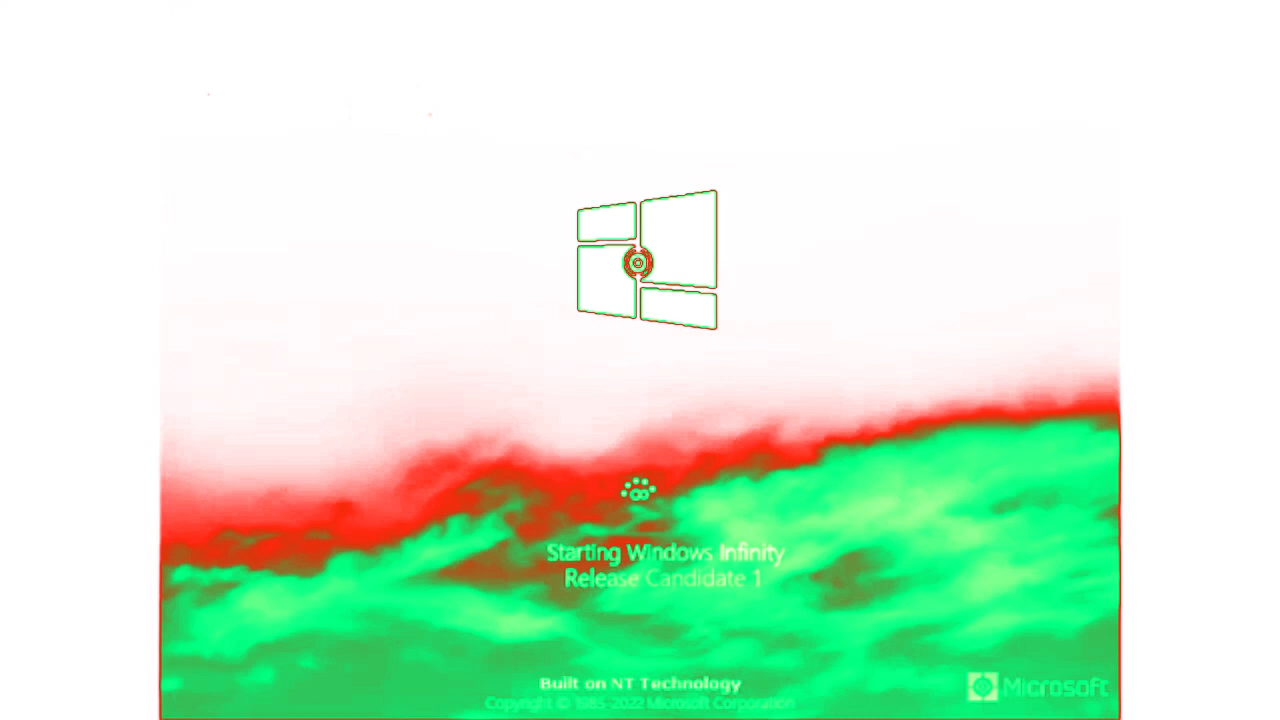 Starting Windows Infinity
Release Candidate 1
Built on NT Technology
Copyright © 1985-2022 Microsoft Corporation
Microsoft